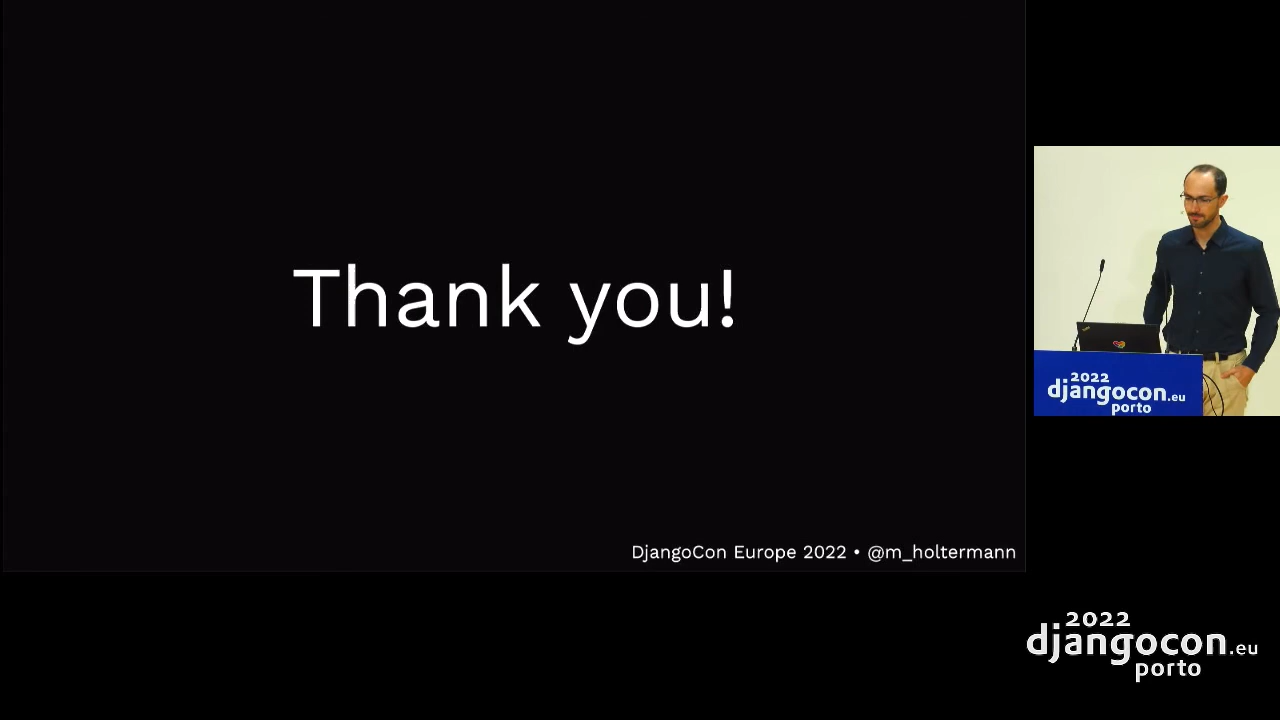 Thank you!
DjangoCon Europe 2022 • @m_holtermann
2022
djangocon.eu
porto
2022
djangocon.eu
porto